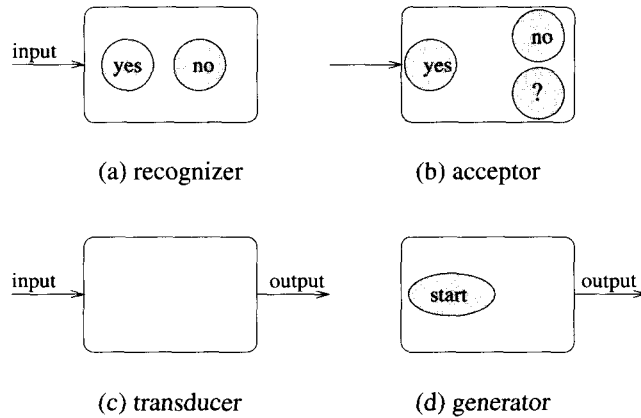 input
yes
no
(a) recognizer
yes
no
?
(b) acceptor
input
output
(c) transducer
start
output
(d) generator